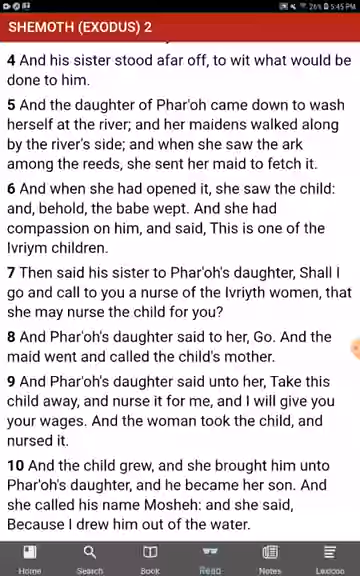 26% 5:45 PM
SHEMOTH (EXODUS) 2
4 And his sister stood afar off, to wit what would be
done to him.
5 And the daughter of Phar'oh came down to wash
herself at the river; and her maidens walked along
by the river's side; and when she saw the ark
among the reeds, she sent her maid to fetch it.
6 And when she had opened it, she saw the child:
and, behold, the babe wept. And she had
compassion on him, and said, This is one of the
Ivriym children.
7 Then said his sister to Phar'oh's daughter, Shall I
go and call to you a nurse of the Ivriyth women, that
she may nurse the child for you?
8 And Phar'oh's daughter said to her, Go. And the
maid went and called the child's mother.
9 And Phar'oh's daughter said unto her, Take this
child away, and nurse it for me, and I will give you
your wages. And the woman took the child, and
nursed it.
10 And the child grew, and she brought him unto
Phar'oh's daughter, and he became her son. And
she called his name Mosheh: and she said,
Because I drew him out of the water.
Home Search Book Read Notes Lexicon